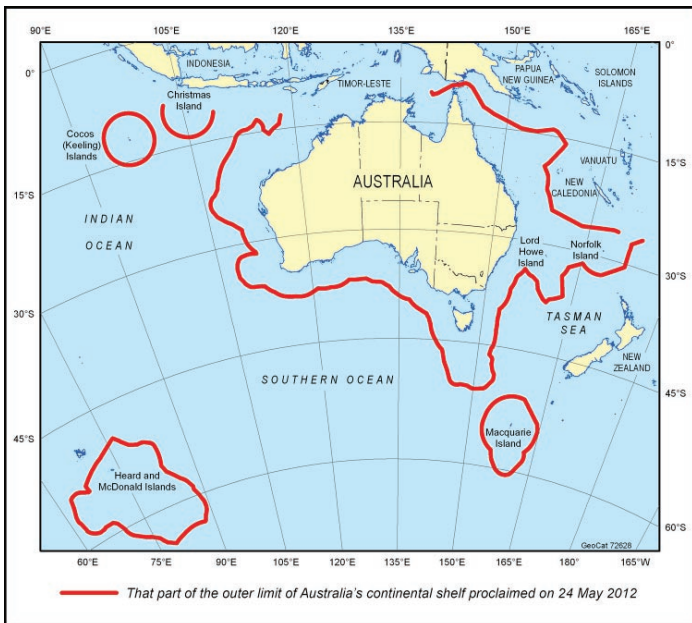 90°E
105°E
120°E
135°E
150°E
165°E
0°
0°
INDONESIA
TIMOR-LESTE
PAPUA
NEW GUINEA
SOLOMON
ISLANDS
Christmas
Island
Cocos
(Keeling)
Islands
15°S
15°S
VANUATU
NEW
CALEDONIA
AUSTRALIA
INDIAN
OCEAN
Lord
Howe
Island
Norfolk
Island
30°S
30°S
TASMAN
SEA
SOUTHERN OCEAN
NEW
ZEALAND
45°S
45°S
Macquarie
Island
Heard and
McDonald Islands
60°S
GeoCat 72628
60°E
75°E
90°E
105°E
120°E
135°E
150°E
165°E
180°
165°W
That part of the outer limit of Australia's continental shelf proclaimed on 24 May 2012